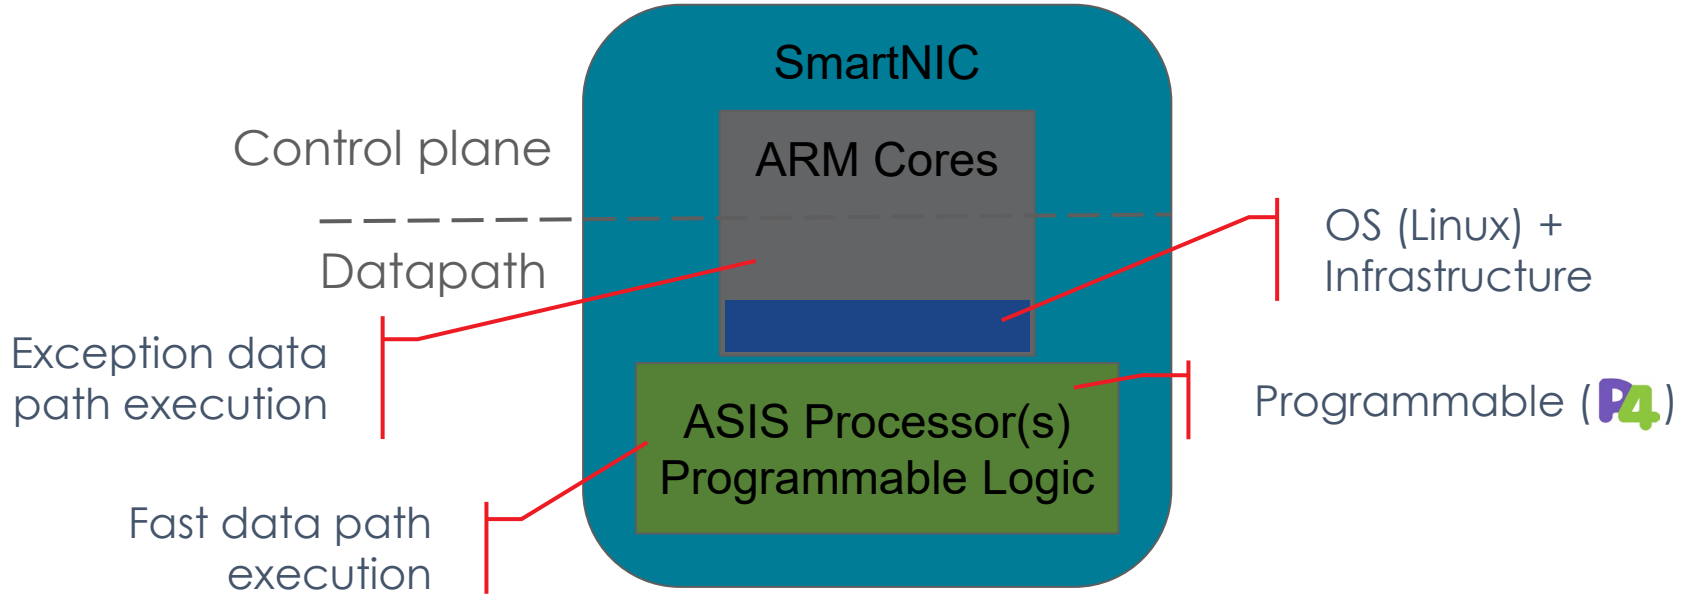 SmartNIC
Control plane
ARM Cores
Datapath
OS (Linux) +
Infrastructure
Exception data
path execution
Programmable (P4)
ASIS Processor(s)
Programmable Logic
Fast data path
execution